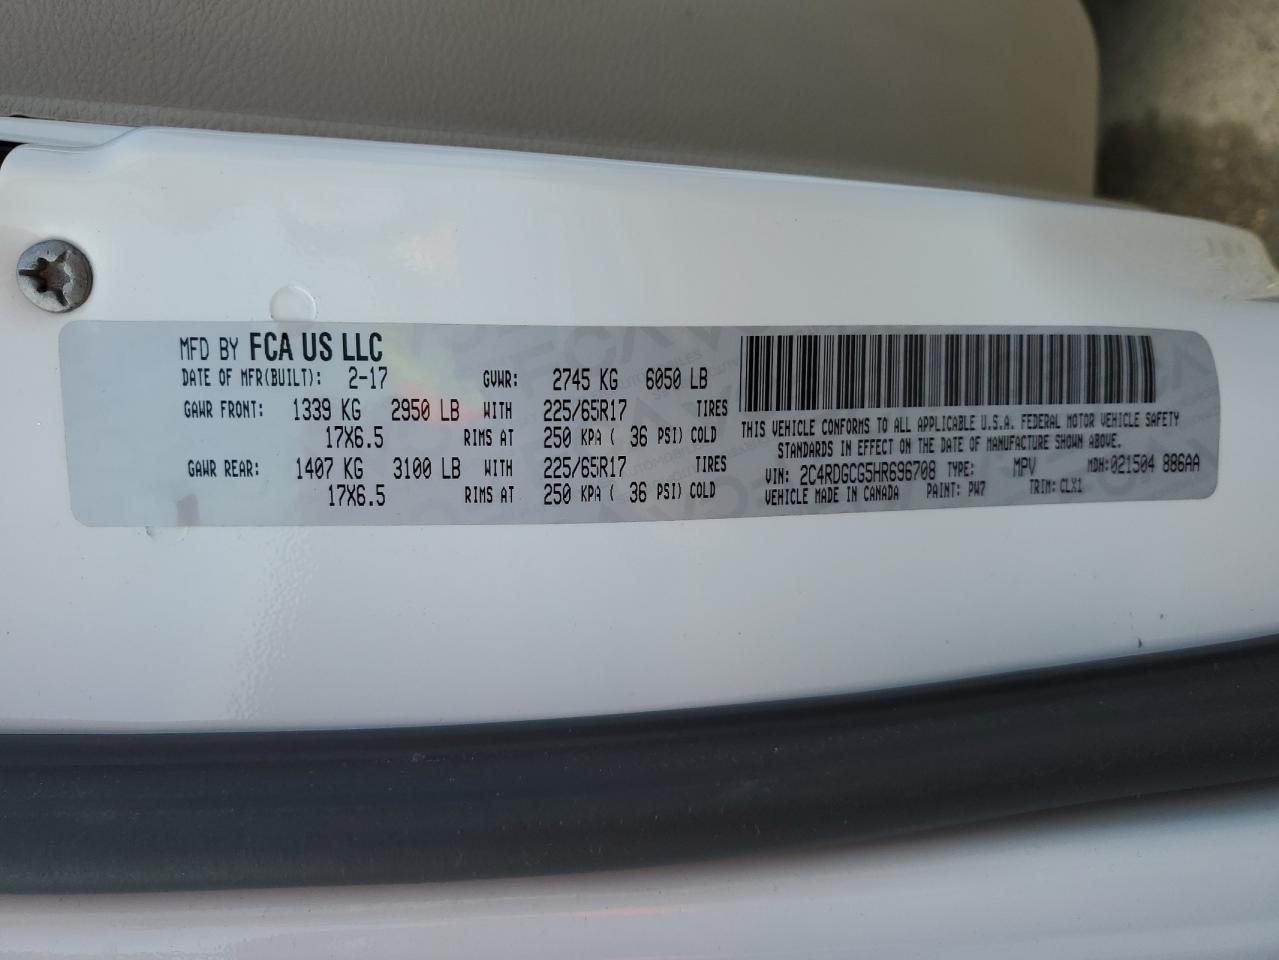 MFD BY FCA US LLC
DATE OF MFR(BUILT): 2-17 GVWR: 2745 KG 6050 LB
GAWR FRONT: 1339 KG 2950 LB WITH 225/65R17 TIRES
17X6.5 RIMS AT 250 KPA ( 36 PSI) COLD
GAWR REAR: 1407 KG 3100 LB WITH 225/65R17 TIRES
17X6.5 RIMS AT 250 KPA ( 36 PSI) COLD
THIS VEHICLE CONFORMS TO ALL APPLICABLE U.S.A. FEDERAL MOTOR VEHICLE SAFETY
STANDARDS IN EFFECT ON THE DATE OF MANUFACTURE SHOWN ABOVE.
VIN: 2C4RDGCG5HR696708 TYPE: MPV MDH:021504 886AA
VEHICLE MADE IN CANADA PAINT: PW7 TRIM: CLX1